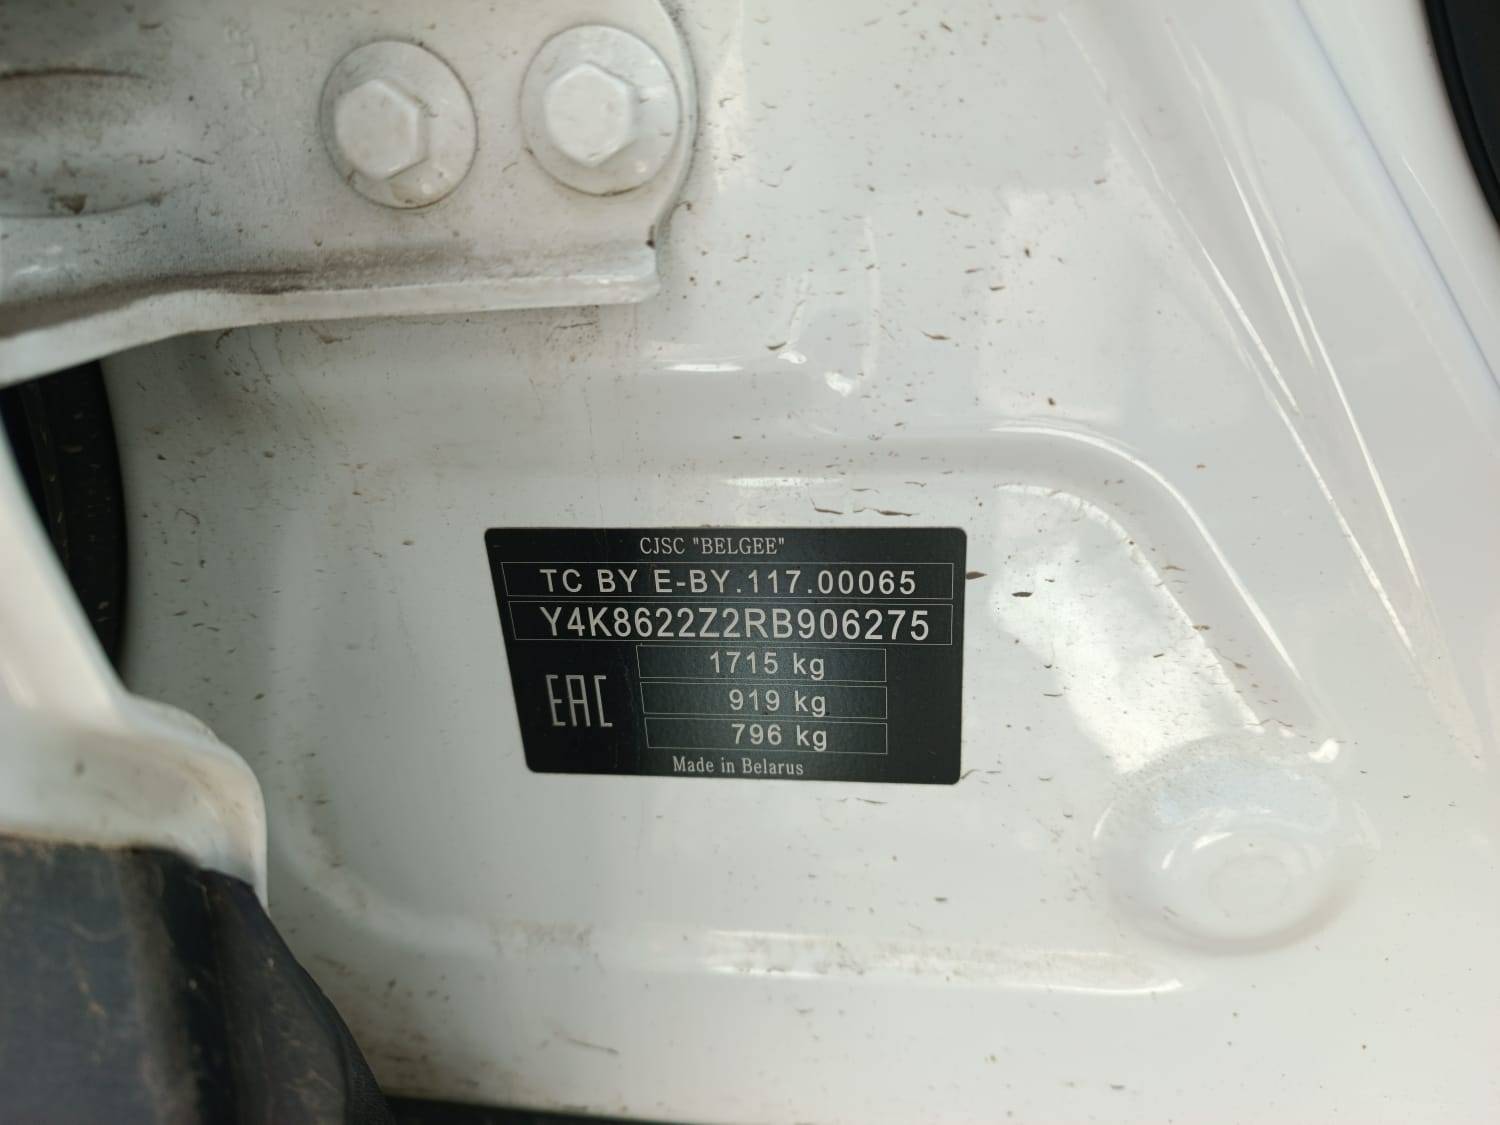 CJSC "BELGEE"
TC BY E-BY.117.00065
Y4K8622Z2RB906275
1715 kg
EAC
919 kg
796 kg
Made in Belarus